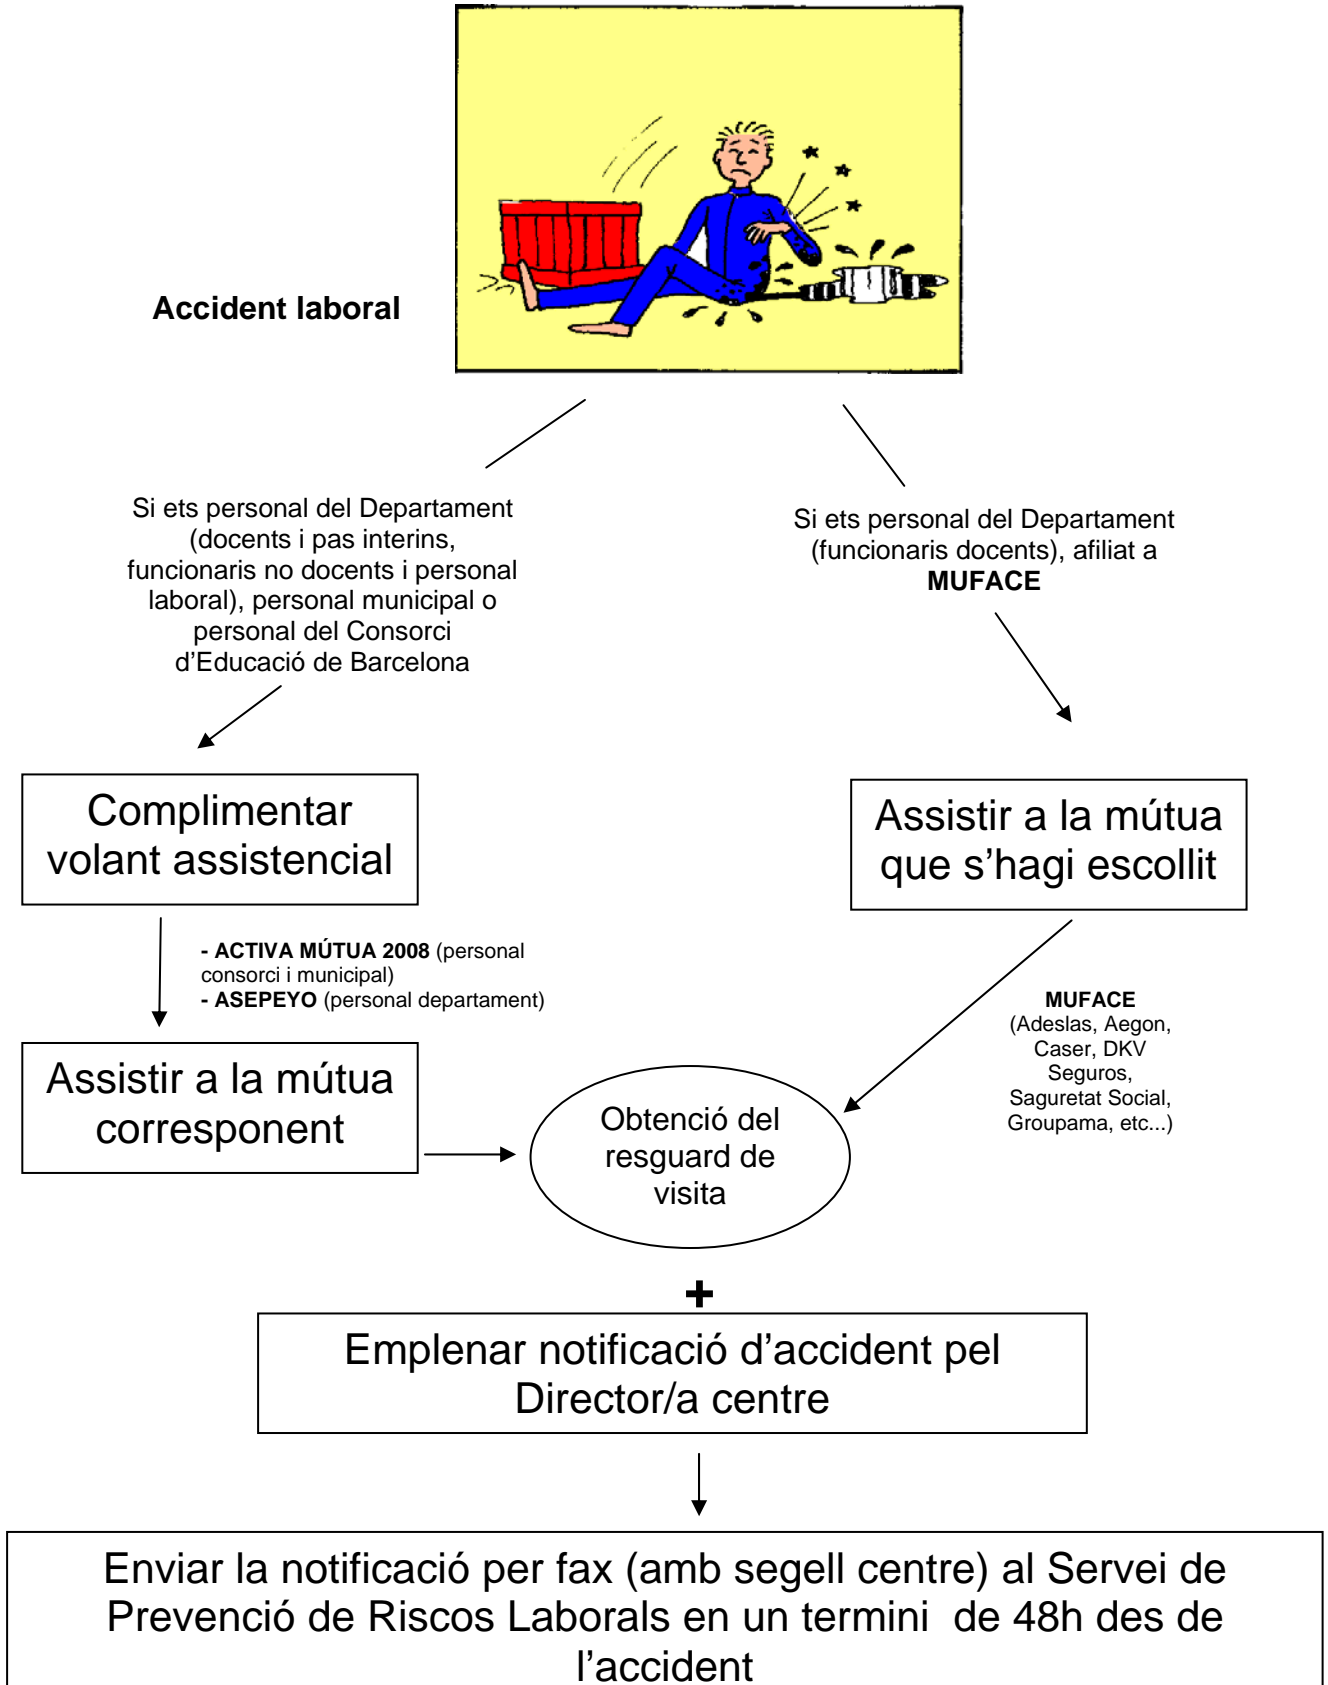 Accident laboral
Si ets personal del Departament
(docents i pas interins,
funcionaris no docents i personal
laboral), personal municipal o
personal del Consorci
d’Educació de Barcelona
Si ets personal del Departament
(funcionaris docents), afiliat a
MUFACE
Complimentar
volant assistencial
Assistir a la mútua
que s’hagi escollit
- ACTIVA MÚTUA 2008 (personal
consorci i municipal)
- ASEPEYO (personal departament)
MUFACE
(Adeslas, Aegon,
Caser, DKV
Seguros,
Saguretat Social,
Groupama, etc...)
Assistir a la mútua
corresponent
Obtenció del
resguard de
visita
+
Emplenar notificació d’accident pel
Director/a centre
Enviar la notificació per fax (amb segell centre) al Servei de
Prevenció de Riscos Laborals en un termini  de 48h des de
l’accident